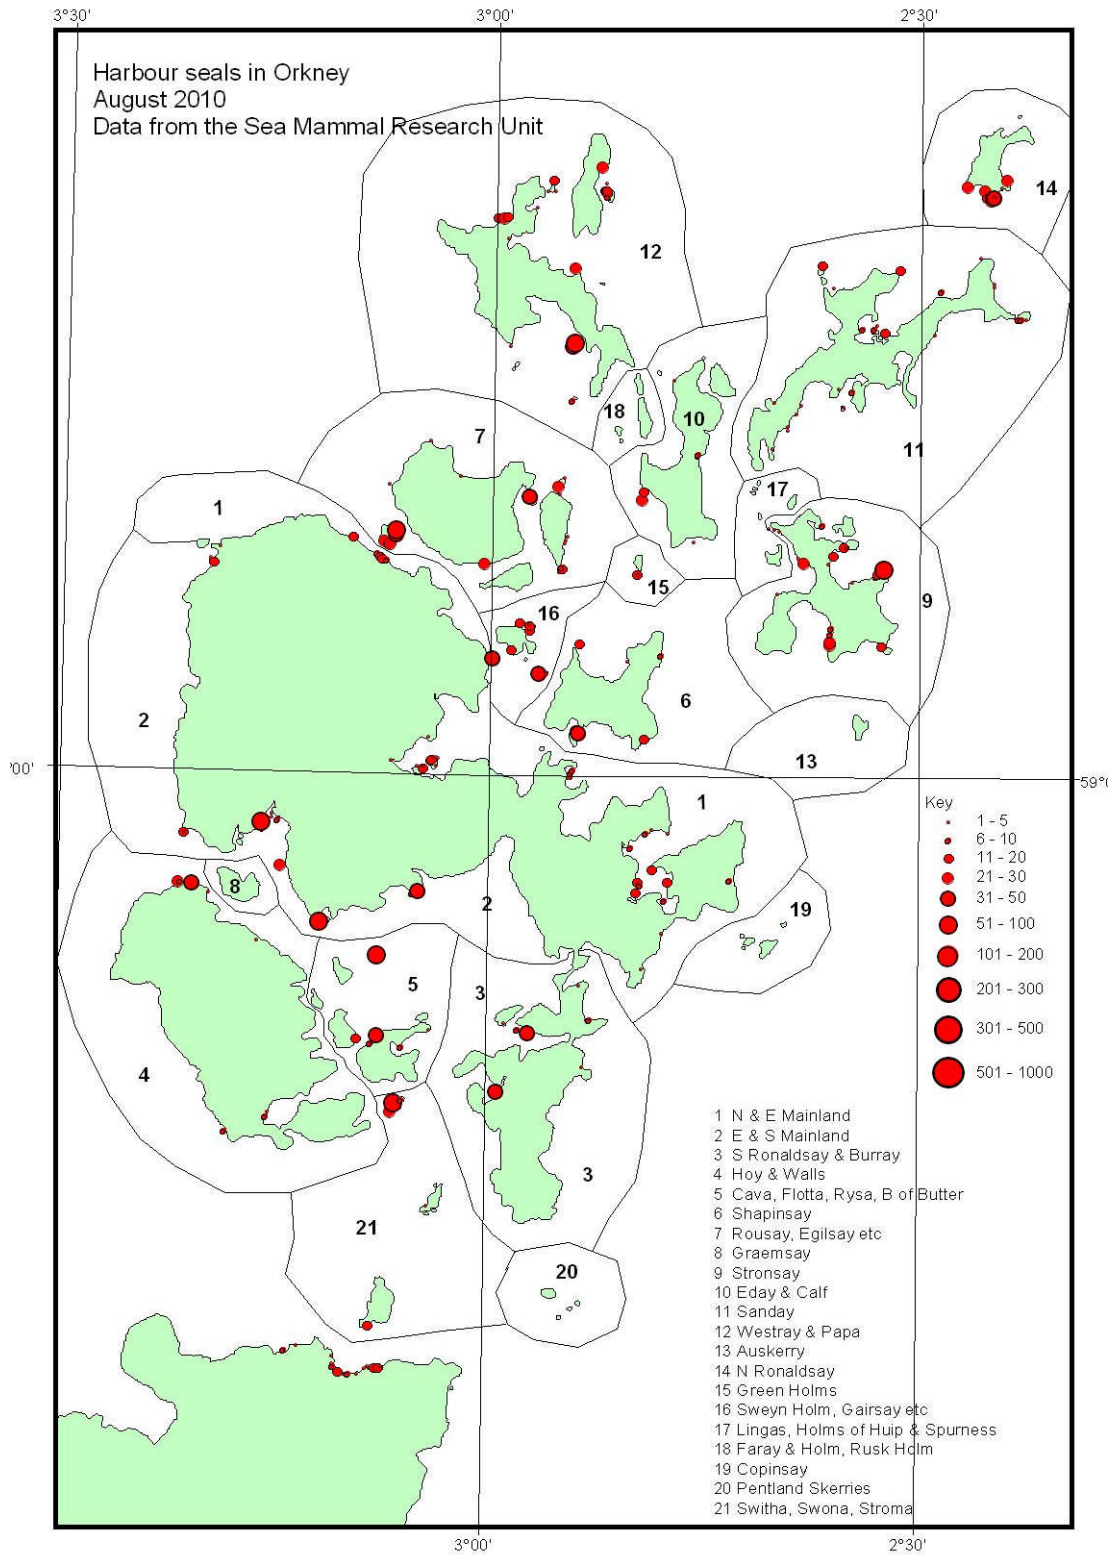 3°30'
3°00'
2°30'
Harbour seals in Orkney
August 2010
Data from the Sea Mammal Research Unit
14
12
18
10
7
11
17
1
15
9
16
6
2
13
:00'
59°0
1
Key
1 - 5
6 - 10
11 - 20
21 - 30
31 - 50
51 - 100
101 - 200
201 - 300
301 - 500
501 - 1000
8
2
19
5
3
4
3
21
20
1 N & E Mainland
2 E & S Mainland
3 S Ronaldsay & Burray
4 Hoy & Walls
5 Cava, Flotta, Rysa, B of Butter
6 Shapinsay
7 Rousay, Egilsay etc
8 Graemsay
9 Stronsay
10 Eday & Calf
11 Sanday
12 Westray & Papa
13 Auskerry
14 N Ronaldsay
15 Green Holms
16 Sweyn Holm, Gairsay etc
17 Lingas, Holms of Huip & Spurness
18 Faray & Holm, Rusk Holm
19 Copinsay
20 Pentland Skerries
21 Switha, Swona, Stroma
3°00'
2°30'